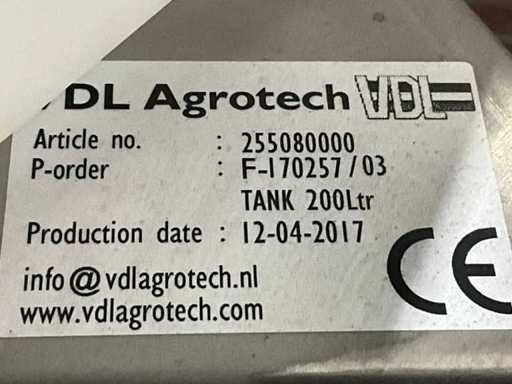 VDL Agrotech VDL
Article no. : 255080000
P-order : F-170257/03
TANK 200Ltr
Production date : 12-04-2017
info@vdlagrotech.nl
www.vdlagrotech.com
CE